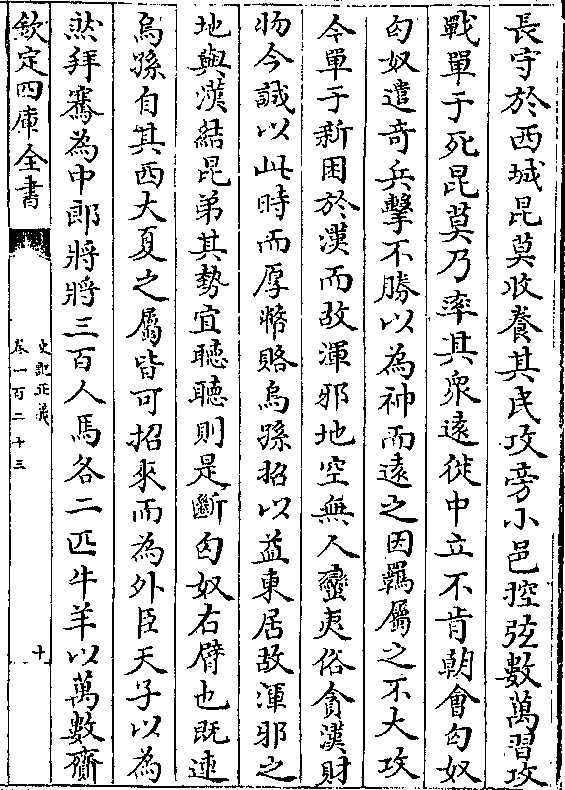 長守於西城昆莫收養其民攻旁小邑控弦數萬習攻
戰單于死昆莫乃率其衆遠徙中立不肯朝會匈奴
匈奴遣奇兵擊不勝以為神而遠之因羈屬之不大攻
今單于新困於漢而故渾邪地空無人蠻夷俗貪漢財
物今誠以此時而厚幣賂烏孫招以益東居故渾邪之
地與漢結昆弟其勢宜聽聽則是斷匈奴右臂也既連
烏孫自其西大夏之屬皆可招來而為外臣天子以為
然拜騫為中郎將將三百人馬各二匹牛羊以萬數齎
欽定四庫全書
史記正義
卷一百二十三
十